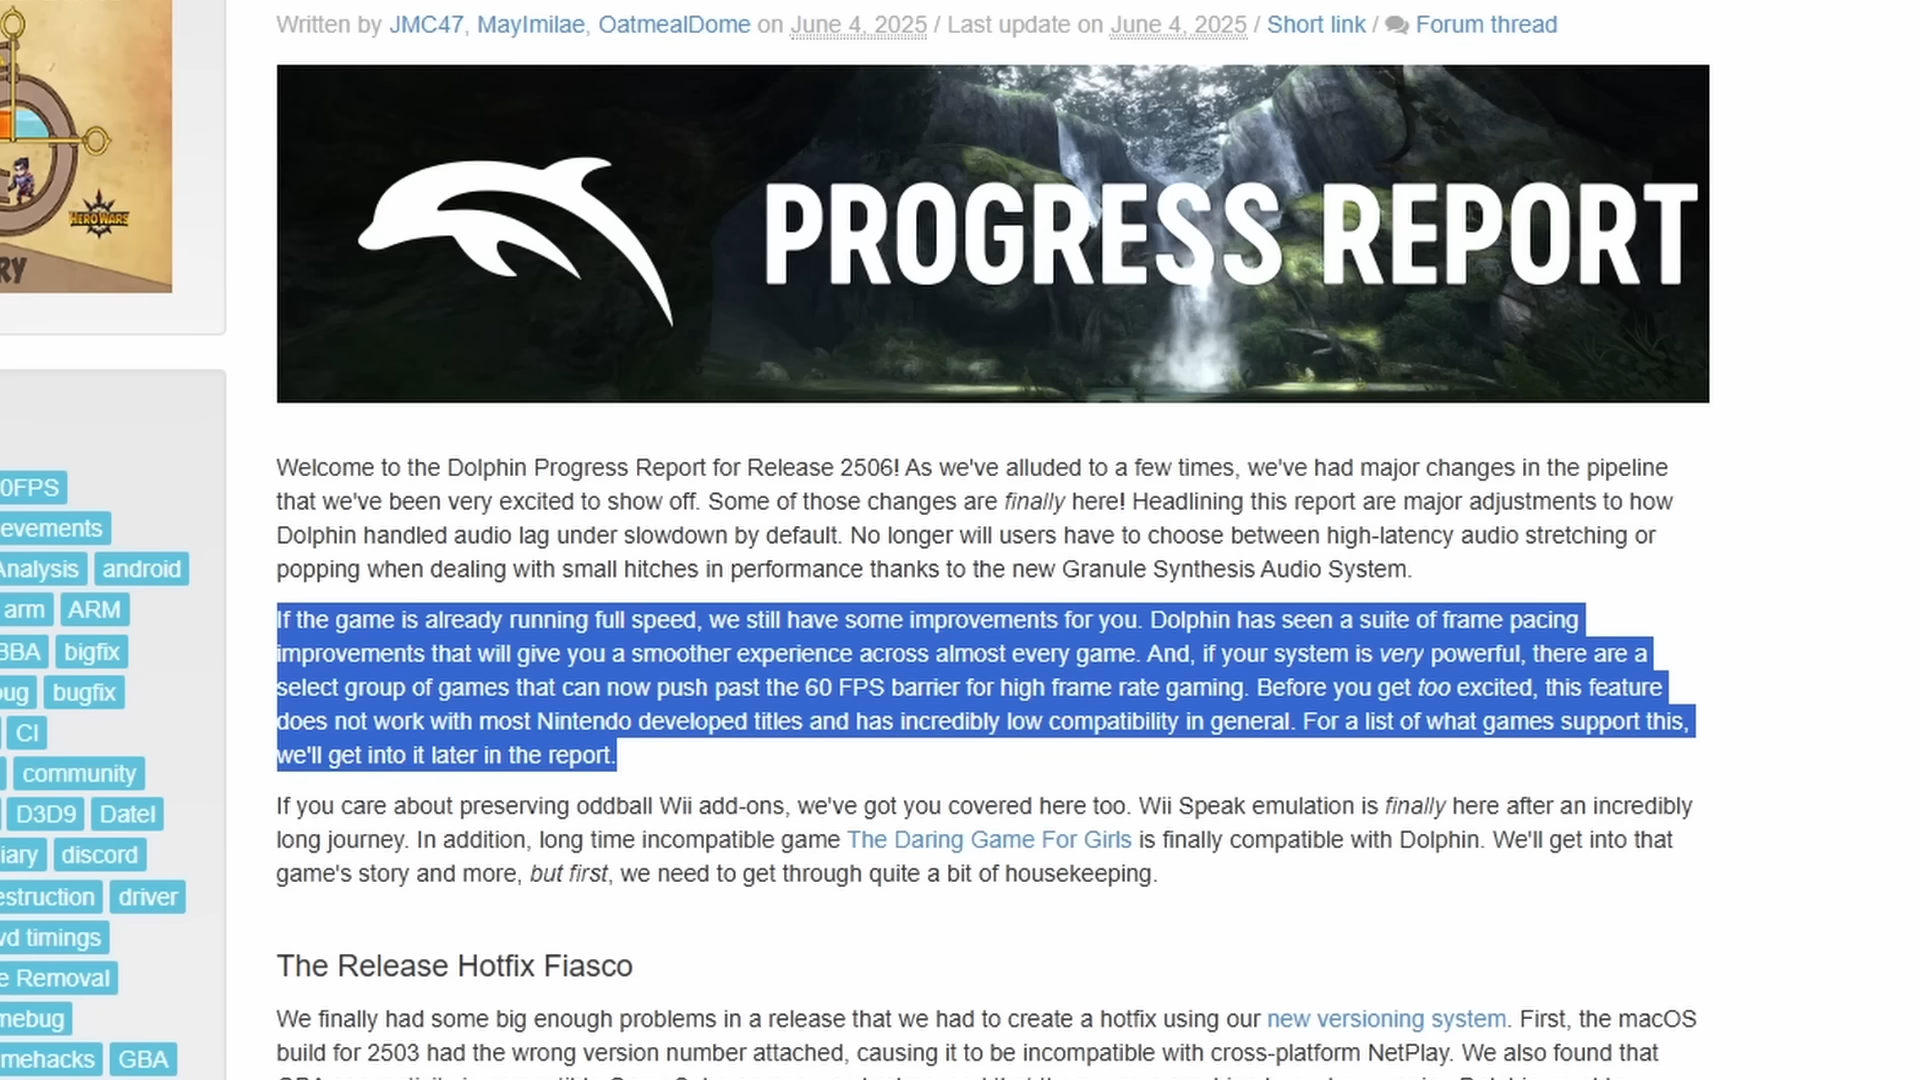 Written by JMC47, MayImilae, OatmealDome on June 4, 2025 / Last update on June 4, 2025 / Short link / Forum thread
HERO WARS
RY
PROGRESS REPORT
Welcome to the Dolphin Progress Report for Release 2506! As we've alluded to a few times, we've had major changes in the pipeline
that we've been very excited to show off. Some of those changes are finally here! Headlining this report are major adjustments to how
Dolphin handled audio lag under slowdown by default. No longer will users have to choose between high-latency audio stretching or
popping when dealing with small hitches in performance thanks to the new Granule Synthesis Audio System.
If the game is already running full speed, we still have some improvements for you. Dolphin has seen a suite of frame pacing
improvements that will give you a smoother experience across almost every game. And, if your system is very powerful, there are a
select group of games that can now push past the 60 FPS barrier for high frame rate gaming. Before you get too excited, this feature
does not work with most Nintendo developed titles and has incredibly low compatibility in general. For a list of what games support this,
we'll get into it later in the report.
If you care about preserving oddball Wii add-ons, we've got you covered here too. Wii Speak emulation is finally here after an incredibly
long journey. In addition, long time incompatible game The Daring Game For Girls is finally compatible with Dolphin. We'll get into that
game's story and more, but first, we need to get through quite a bit of housekeeping.
The Release Hotfix Fiasco
We finally had some big enough problems in a release that we had to create a hotfix using our new versioning system. First, the macOS
build for 2503 had the wrong version number attached, causing it to be incompatible with cross-platform NetPlay. We also found that
0FPS
evements
Analysis android
arm ARM
BBA bigfix
oug bugfix
CI
community
D3D9 Datel
iary discord
estruction driver
vd timings
e Removal
nebug
mehacks GBA